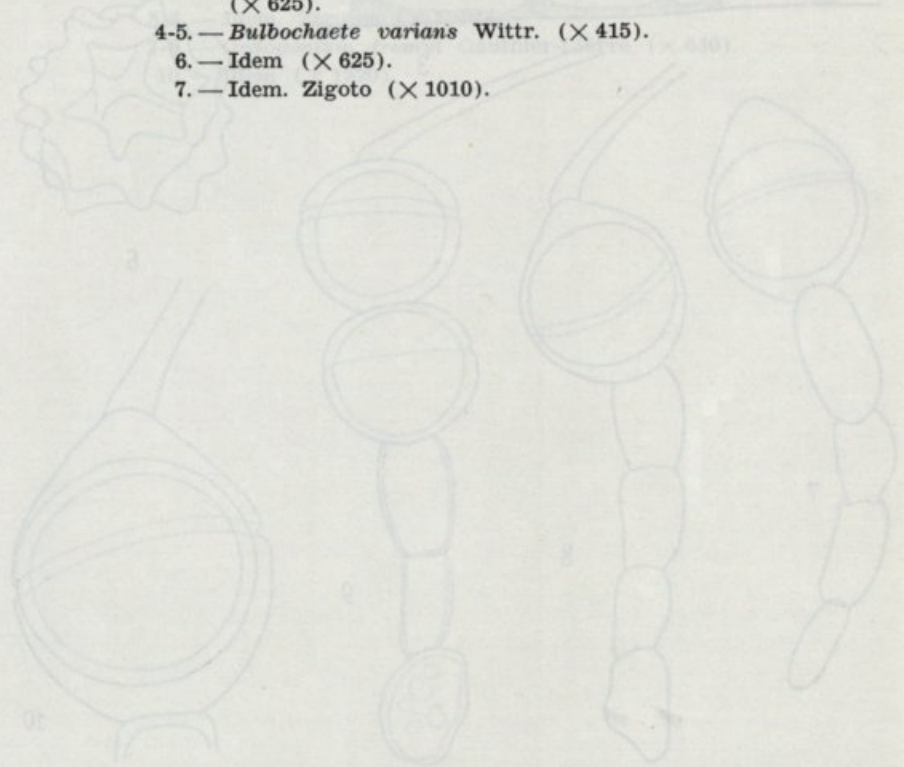 (× 625).
4-5. — Bulbochaete varians Wittr. (× 415).
6. — Idem (× 625).
7. — Idem. Zigoto (× 1010).